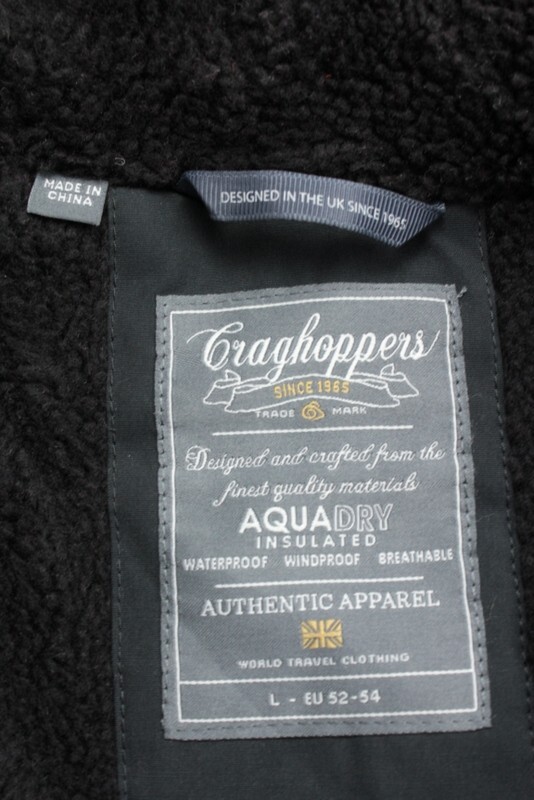 MADE IN
CHINA
DESIGNED IN THE UK SINCE 1965
Craghoppers
SINCE 1965
TRADE MARK
Designed and crafted from the
finest quality materials
AQUADRY
INSULATED
WATERPROOF WINDPROOF BREATHABLE
AUTHENTIC APPAREL
WORLD TRAVEL CLOTHING
L - EU 52-54